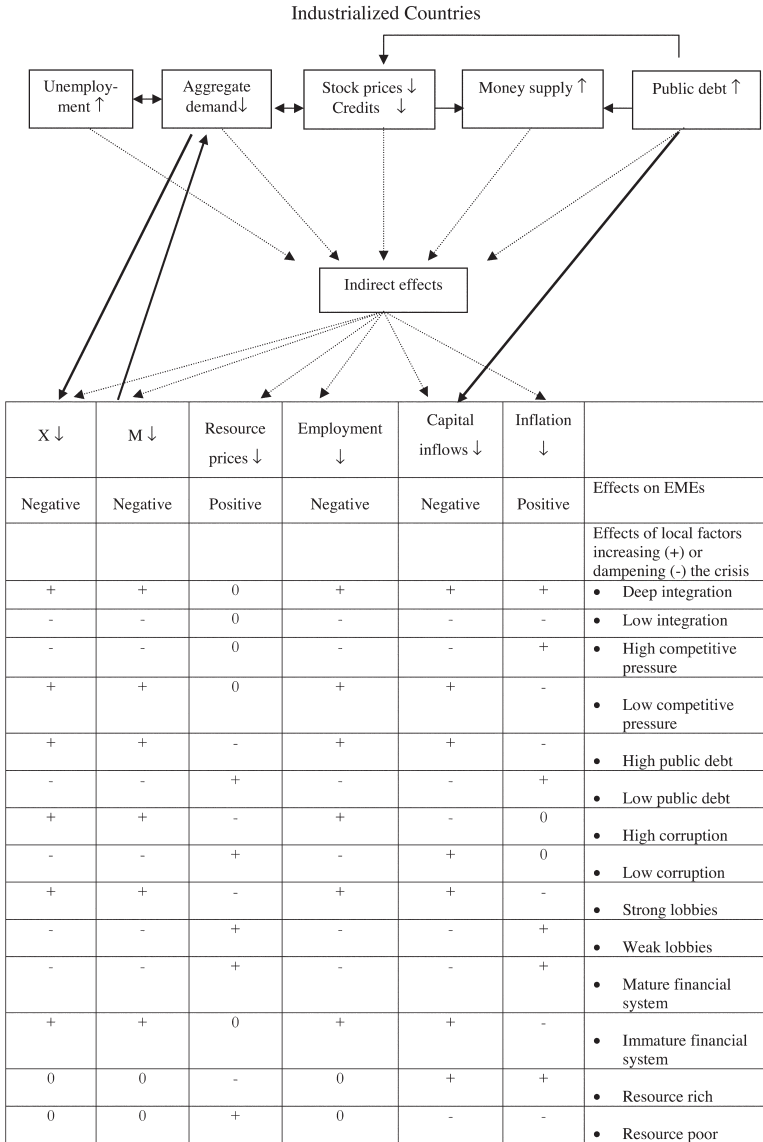 Industrialized Countries
Unemploy-
ment ↑
Aggregate
demand↓
Stock prices ↓
Credits ↓
Money supply ↑
Public debt ↑
Indirect effects
X ↓
M ↓
Resource
prices ↓
Employment
↓
Capital
inflows ↓
Inflation
↓
Negative Negative Positive Negative Negative Positive Effects on EMEs
Effects of local factors
increasing (+) or
dampening (-) the crisis
+ + 0 + + + • Deep integration
- - 0 - - - • Low integration
- - 0 - - + • High competitive
pressure
+ + 0 + + - • Low competitive
pressure
+ + - + + - • High public debt
- - + - - + • Low public debt
+ + - + - 0 • High corruption
- - + - + 0 • Low corruption
+ + - + + - • Strong lobbies
- - + - - + • Weak lobbies
- - + - - + • Mature financial
system
+ + 0 + + - • Immature financial
system
0 0 - 0 + + • Resource rich
0 0 + 0 - - • Resource poor